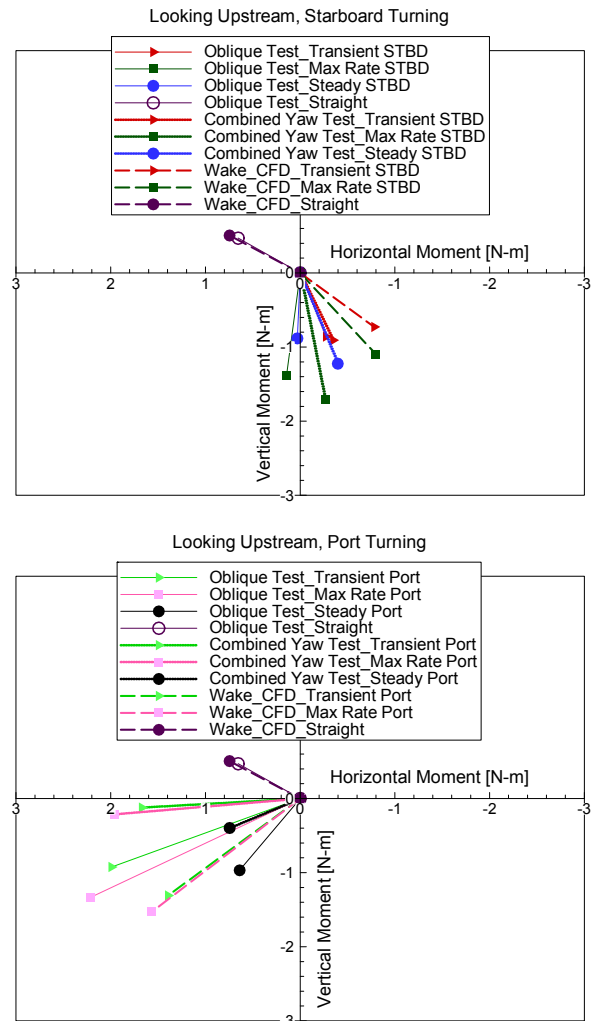 Looking Upstream, Starboard Turning
Oblique Test_Transient STBD
Oblique Test_Max Rate STBD
Oblique Test_Steady STBD
Oblique Test_Straight
Combined Yaw Test_Transient STBD
Combined Yaw Test_Max Rate STBD
Combined Yaw Test_Steady STBD
Wake_CFD_Transient STBD
Wake_CFD_Max Rate STBD
Wake_CFD_Straight
Horizontal Moment [N-m]
3 2 1 0 -1 -2 -3
0
Vertical Moment [N-m]
-1
-2
-3
Looking Upstream, Port Turning
Oblique Test_Transient Port
Oblique Test_Max Rate Port
Oblique Test_Steady Port
Oblique Test_Straight
Combined Yaw Test_Transient Port
Combined Yaw Test_Max Rate Port
Combined Yaw Test_Steady Port
Wake_CFD_Transient Port
Wake_CFD_Max Rate Port
Wake_CFD_Straight
Horizontal Moment [N-m]
3 2 1 0 -1 -2 -3
0
Vertical Moment [N-m]
-1
-2
-3